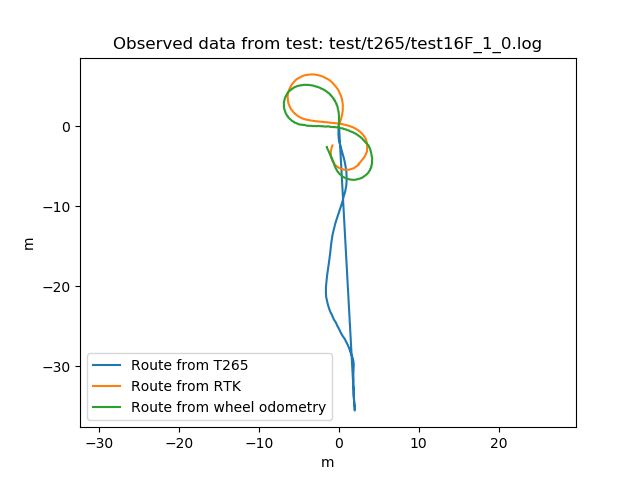 Observed data from test: test/t265/test16F_1_0.log
m
0
−10
−20
−30
Route from T265
Route from RTK
Route from wheel odometry
−30
−20
−10
0
10
20
m